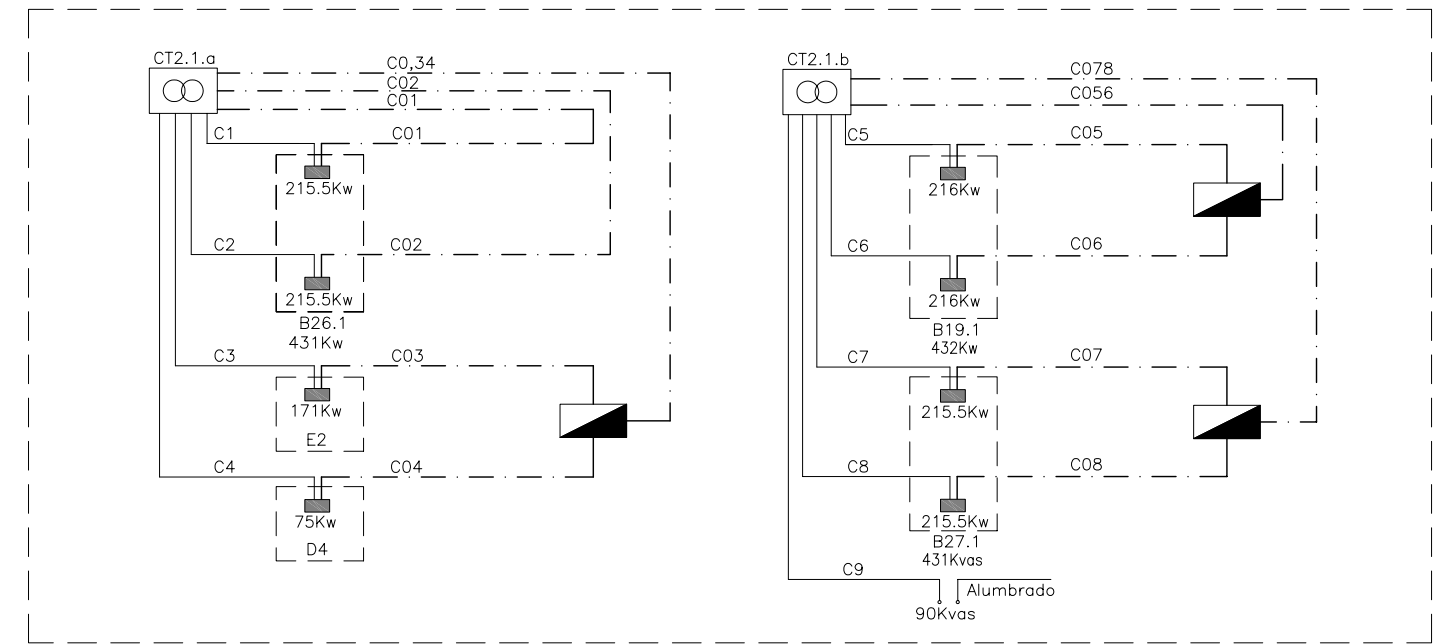 CT2.1.a
C0,34
C02
C01
C1
C01
215.5Kw
C2
C02
215.5Kw
B26.1
431Kw
C3
C03
171Kw
E2
C4
C04
75Kw
D4
CT2.1.b
C078
C056
C5
C05
216Kw
C6
C06
216Kw
B19.1
432Kw
C7
C07
215.5Kw
C8
C08
215.5Kw
B27.1
431Kvas
C9
Alumbrado
90Kvas